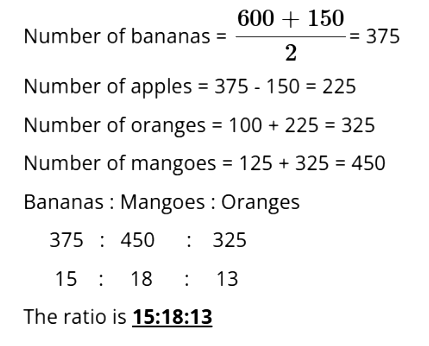 Number of bananas = (600 + 150)/2 = 375
Number of apples = 375 - 150 = 225
Number of oranges = 100 + 225 = 325
Number of mangoes = 125 + 325 = 450
Bananas : Mangoes : Oranges
375 : 450 : 325
15 : 18 : 13
The ratio is 15:18:13